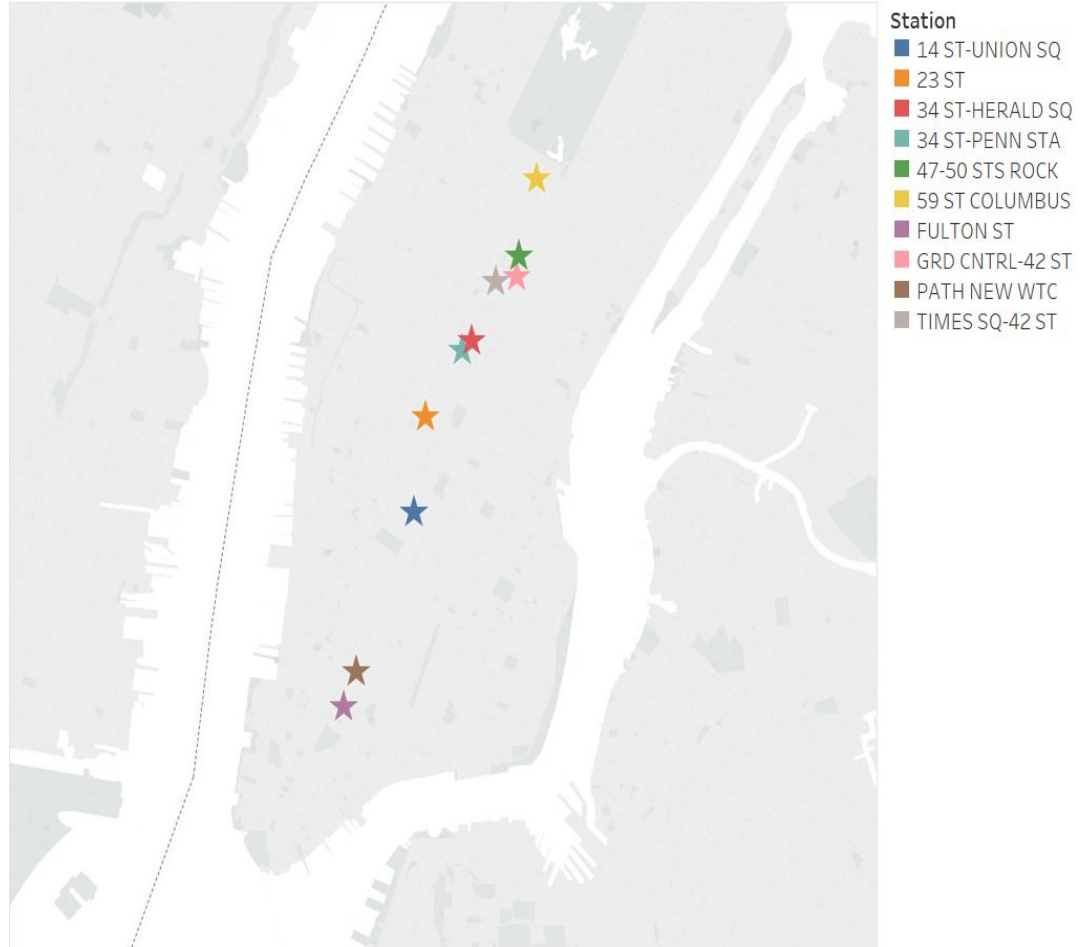 Station
14 ST-UNION SQ
23 ST
34 ST-HERALD SQ
34 ST-PENN STA
47-50 STS ROCK
59 ST COLUMBUS
FULTON ST
GRD CNTRL-42 ST
PATH NEW WTC
TIMES SQ-42 ST